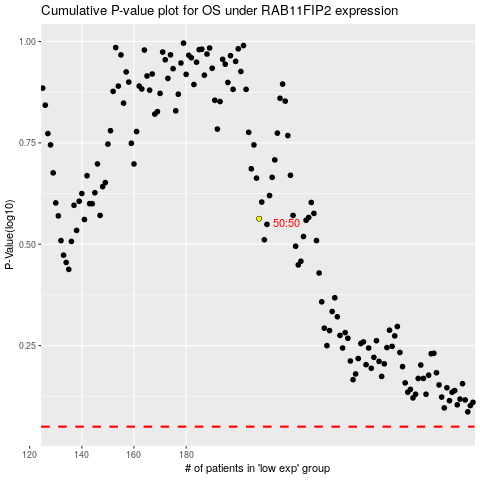 Cumulative P-value plot for OS under RAB11FIP2 expression
P-Value(log10)
1.00
0.75
0.50
0.25
50:50
120 140 160 180
# of patients in 'low exp' group